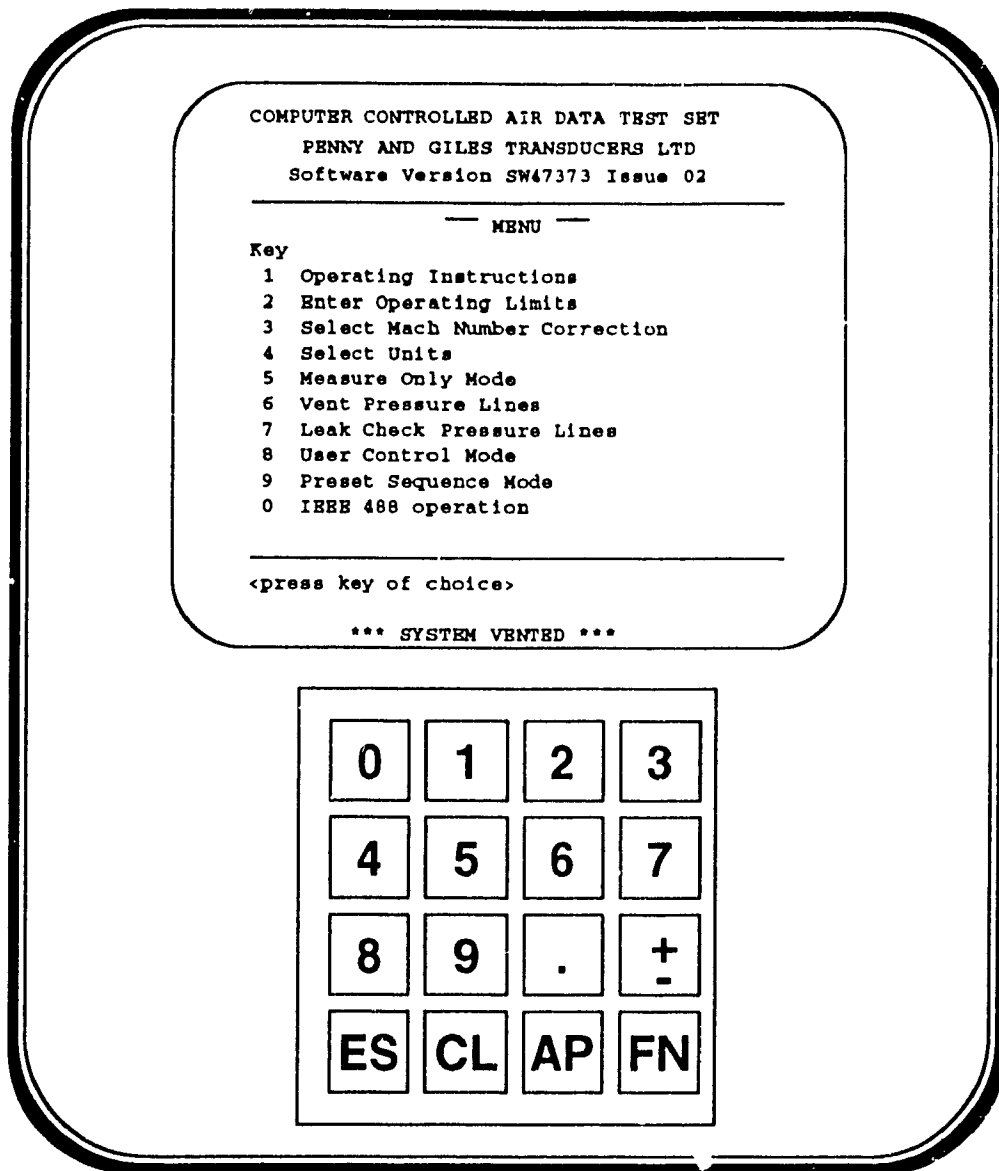 COMPUTER CONTROLLED AIR DATA TEST SET
PENNY AND GILES TRANSDUCERS LTD
Software Version SW47373 Issue 02
MENU
Key
1 Operating Instructions
2 Enter Operating Limits
3 Select Mach Number Correction
4 Select Units
5 Measure Only Mode
6 Vent Pressure Lines
7 Leak Check Pressure Lines
8 User Control Mode
9 Preset Sequence Mode
0 IEEE 488 operation
<press key of choice>
*** SYSTEM VENTED ***
0 1 2 3
4 5 6 7
8 9 . ±
ES CL AP FN